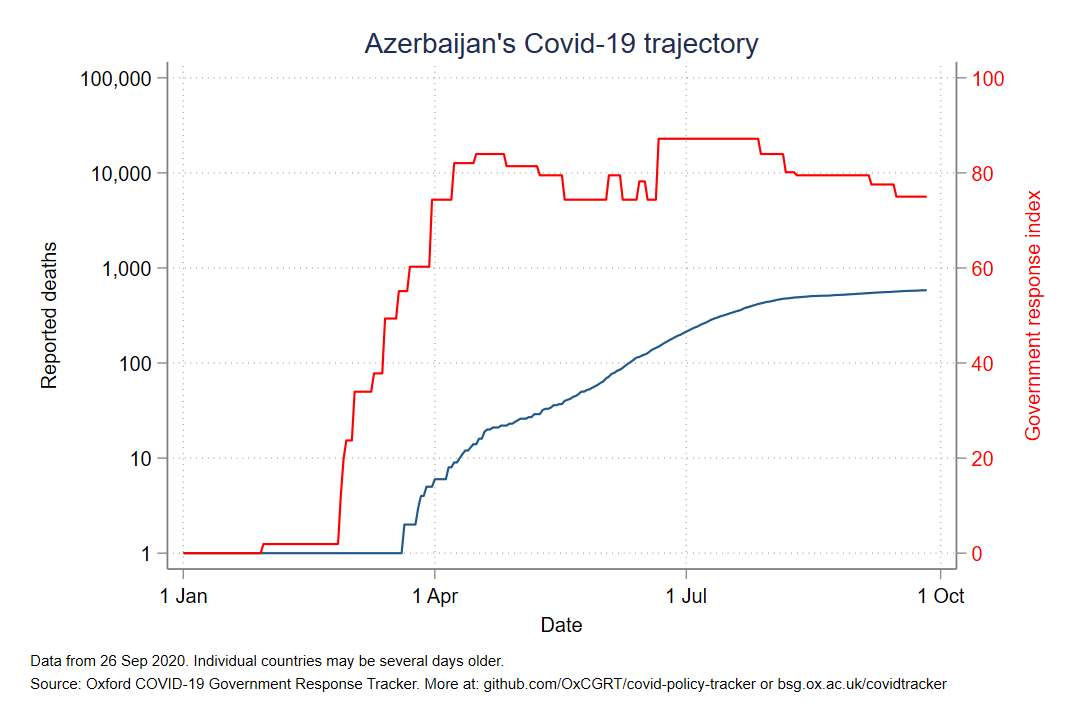 Azerbaijan's Covid-19 trajectory
100,000
10,000
1,000
100
10
1
Reported deaths
100
80
60
40
20
0
Government response index
1 Jan
1 Apr
1 Jul
1 Oct
Date
Data from 26 Sep 2020. Individual countries may be several days older.
Source: Oxford COVID-19 Government Response Tracker. More at: github.com/OxCGRT/covid-policy-tracker or bsg.ox.ac.uk/covidtracker